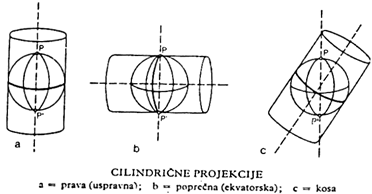 P
P'
a
P
P'
b
P
P'
c
CILINDRIČNE PROJEKCIJE
a = prava (uspravna); b = poprečna (ekvatorska); c = kosa